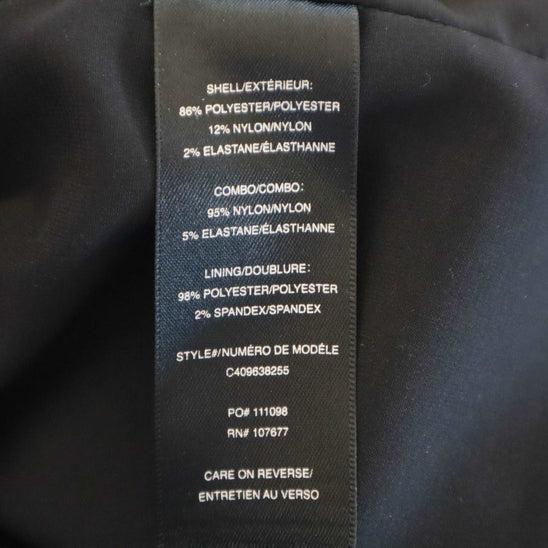 SHELL/EXTÉRIEUR:
86% POLYESTER/POLYESTER
12% NYLON/NYLON
2% ELASTANE/ÉLASTHANNE
COMBO/COMBO:
95% NYLON/NYLON
5% ELASTANE/ÉLASTHANNE
LINING/DOUBLURE:
98% POLYESTER/POLYESTER
2% SPANDEX/SPANDEX
STYLE#/NUMÉRO DE MODÈLE
C409638255
PO# 111098
RN# 107677
CARE ON REVERSE/
ENTRETIEN AU VERSO